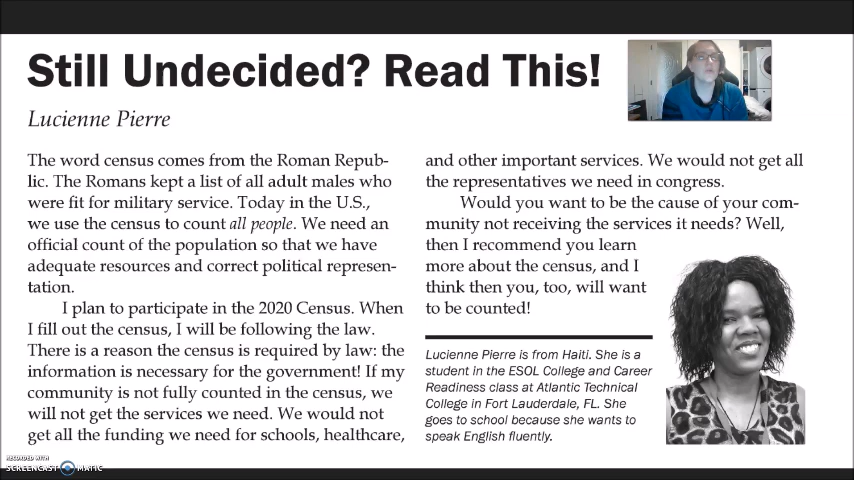 Still Undecided? Read This!
Lucienne Pierre
The word census comes from the Roman Repub-
lic. The Romans kept a list of all adult males who
were fit for military service. Today in the U.S.,
we use the census to count all people. We need an
official count of the population so that we have
adequate resources and correct political represen-
tation.
I plan to participate in the 2020 Census. When
I fill out the census, I will be following the law.
There is a reason the census is required by law: the
information is necessary for the government! If my
community is not fully counted in the census, we
will not get the services we need. We would not
get all the funding we need for schools, healthcare,
and other important services. We would not get all
the representatives we need in congress.
Would you want to be the cause of your com-
munity not receiving the services it needs? Well,
then I recommend you learn
more about the census, and I
think then you, too, will want
to be counted!
Lucienne Pierre is from Haiti. She is a
student in the ESOL College and Career
Readiness class at Atlantic Technical
College in Fort Lauderdale, FL. She
goes to school because she wants to
speak English fluently.
RECORDED WITH
SCREENCAST MATIC